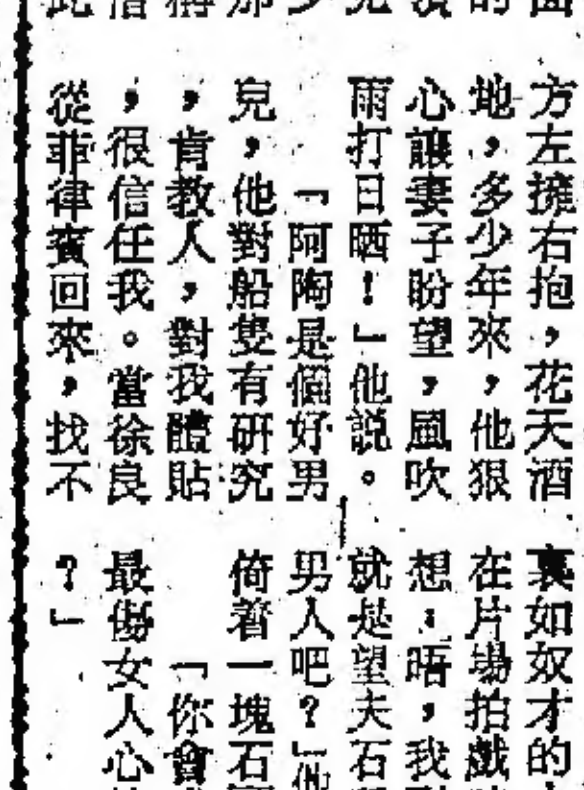 方左擁右抱，花天酒
地，多少年來，他狠
心讓妻子盼望，風吹
雨打日晒！」他説。
「阿陶是個好男
兒，他對船隻有研究
，肯教人，對我體貼
，很信任我。當徐良
從菲律賓回來，找不
裏如奴才的
在片場拍戲
想：唔，我
就是望夫石
男人吧？」他
倚着一塊石
「你會
最傷女人心
？」